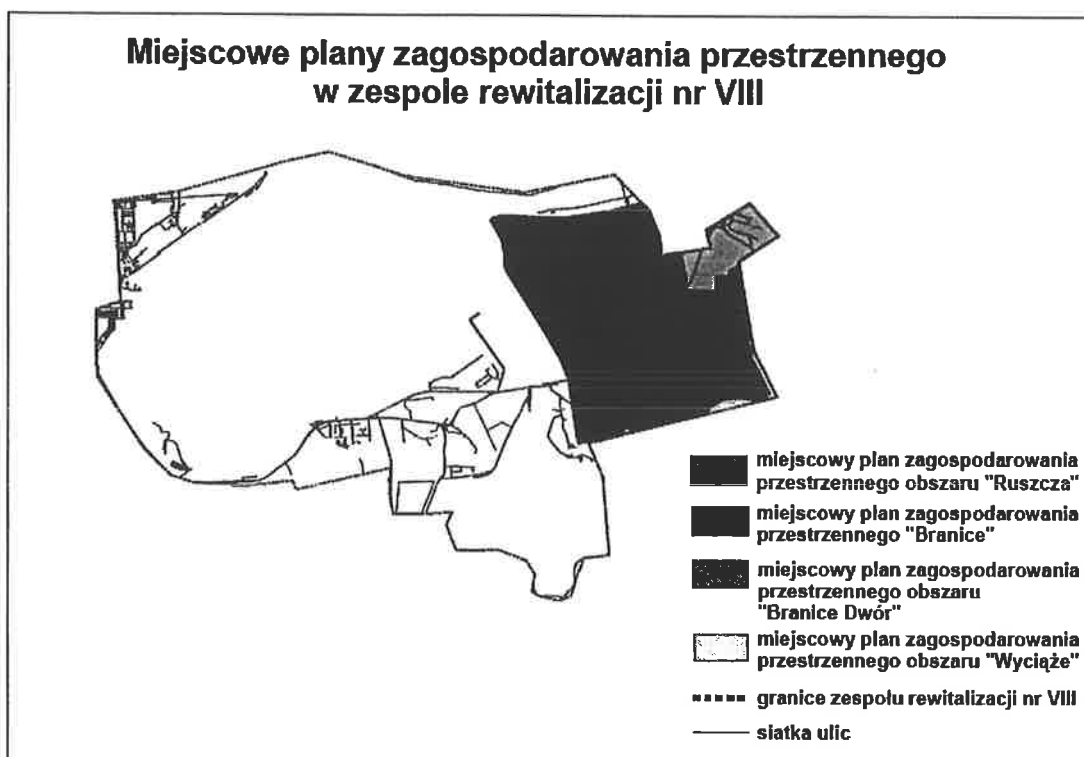 Miejscowe plany zagospodarowania przestrzennego
w zespole rewitalizacji nr VIII
miejscowy plan zagospodarowania
przestrzennego obszaru "Ruszcza"
miejscowy plan zagospodarowania
przestrzennego "Branice"
miejscowy plan zagospodarowania
przestrzennego obszaru
"Branice Dwór"
miejscowy plan zagospodarowania
przestrzennego obszaru "Wyciąże"
granice zespołu rewitalizacji nr VIII
siatka ulic